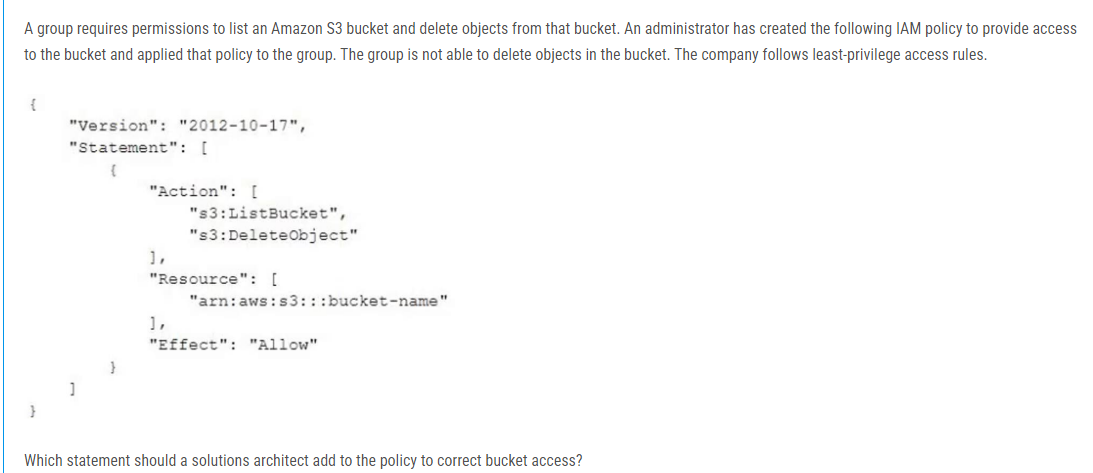 A group requires permissions to list an Amazon S3 bucket and delete objects from that bucket. An administrator has created the following IAM policy to provide access
to the bucket and applied that policy to the group. The group is not able to delete objects in the bucket. The company follows least-privilege access rules.
{
"Version": "2012-10-17",
"Statement": [
{
"Action": [
"s3:ListBucket",
"s3:DeleteObject"
],
"Resource": [
"arn:aws:s3:::bucket-name"
],
"Effect": "Allow"
}
]
}
Which statement should a solutions architect add to the policy to correct bucket access?